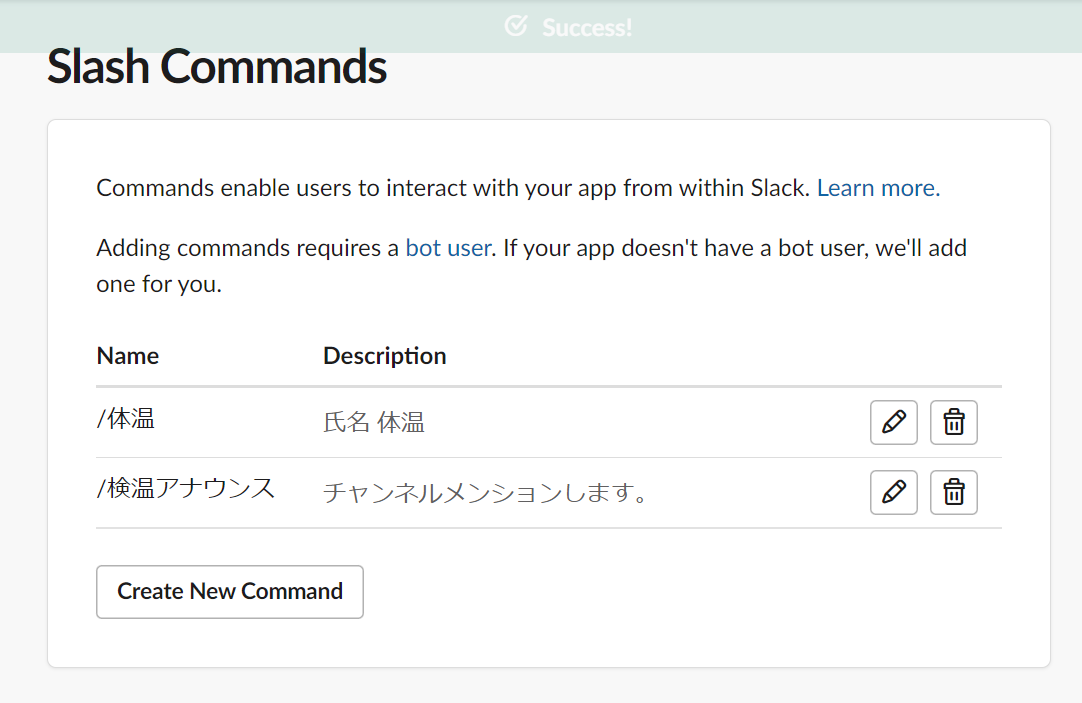 Success!
Slash Commands
Commands enable users to interact with your app from within Slack. Learn more.
Adding commands requires a bot user. If your app doesn't have a bot user, we'll add
one for you.
Name Description
/体温 氏名 体温
/検温アナウンス チャンネルメンションします。
Create New Command